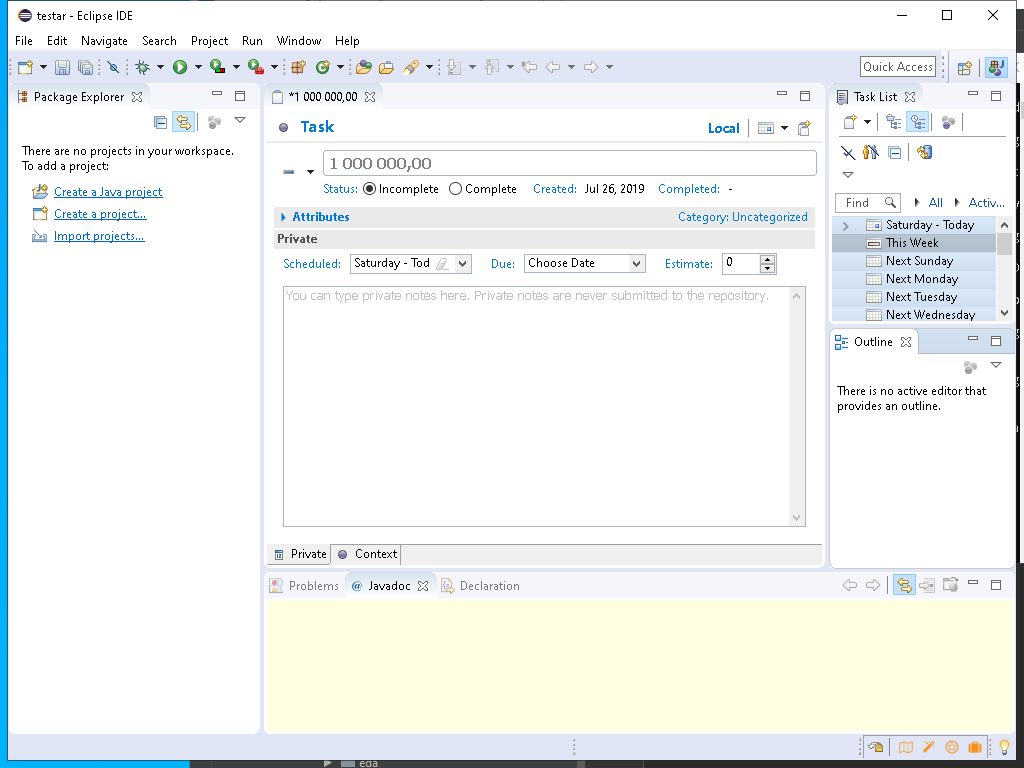 testar - Eclipse IDE
File Edit Navigate Search Project Run Window Help
Quick Access
Package Explorer
There are no projects in your workspace.
To add a project:
Create a Java project
Create a project...
Import projects...
*1 000 000,00
Task
Local
1 000 000,00
Status: Incomplete Complete Created: Jul 26, 2019 Completed: -
Attributes Category: Uncategorized
Private
Scheduled: Saturday - Tod Due: Choose Date Estimate: 0
You can type private notes here. Private notes are never submitted to the repository.
Private Context
Task List
Find All Activ...
Saturday - Today
This Week
Next Sunday
Next Monday
Next Tuesday
Next Wednesday
Outline
There is no active editor that
provides an outline.
Problems @ Javadoc Declaration
eda